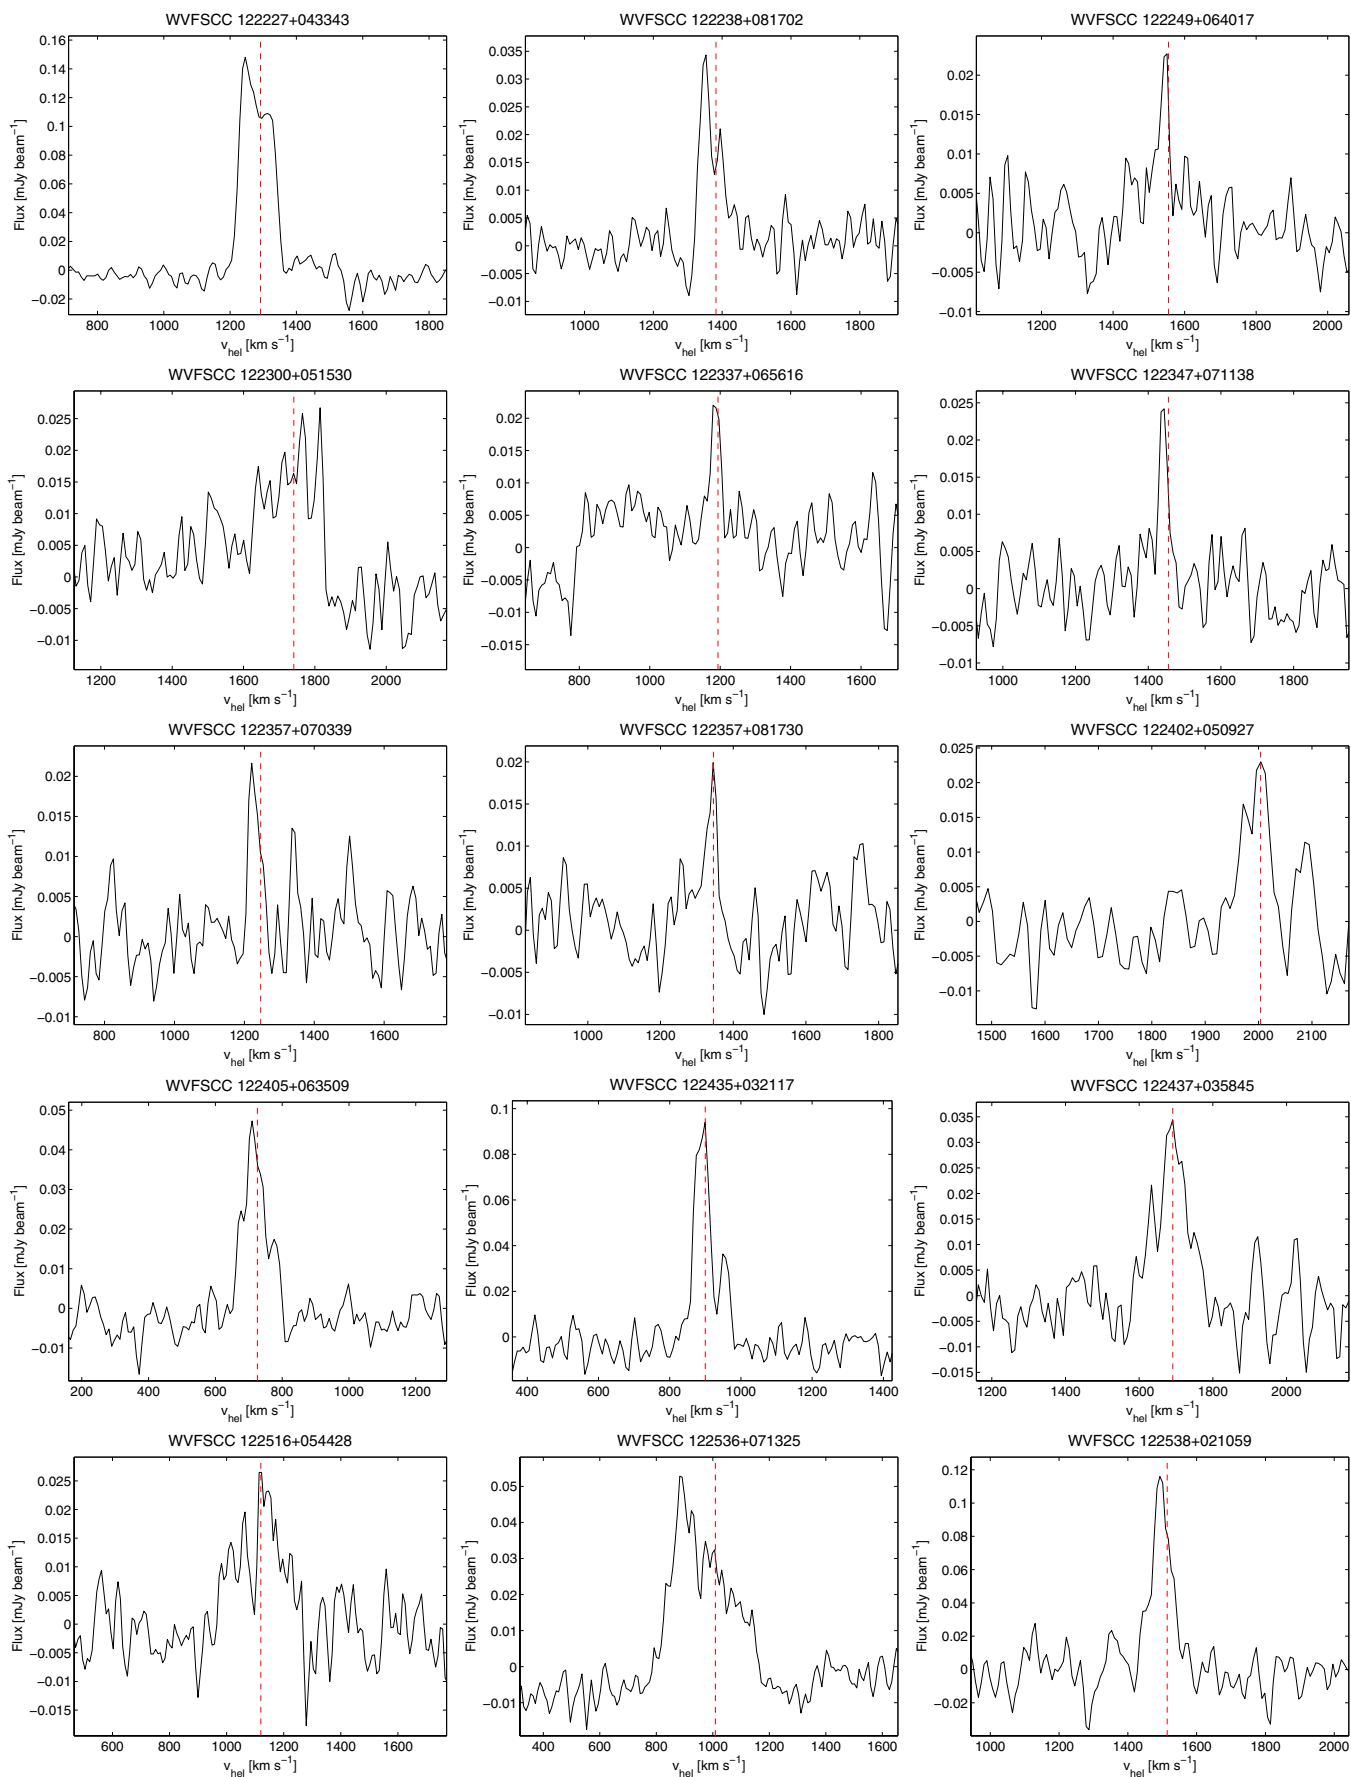 WVFSCC 122227+043343
Flux [mJy beam⁻¹]
0.16
0.14
0.12
0.1
0.08
0.06
0.04
0.02
0
−0.02
800 1000 1200 1400 1600 1800
v_hel [km s⁻¹]
WVFSCC 122238+081702
Flux [mJy beam⁻¹]
0.035
0.03
0.025
0.02
0.015
0.01
0.005
0
−0.005
−0.01
1000 1200 1400 1600 1800
v_hel [km s⁻¹]
WVFSCC 122249+064017
Flux [mJy beam⁻¹]
0.02
0.015
0.01
0.005
0
−0.005
−0.01
1200 1400 1600 1800 2000
v_hel [km s⁻¹]
WVFSCC 122300+051530
Flux [mJy beam⁻¹]
0.025
0.02
0.015
0.01
0.005
0
−0.005
−0.01
1200 1400 1600 1800 2000
v_hel [km s⁻¹]
WVFSCC 122337+065616
Flux [mJy beam⁻¹]
0.02
0.015
0.01
0.005
0
−0.005
−0.01
−0.015
800 1000 1200 1400 1600
v_hel [km s⁻¹]
WVFSCC 122347+071138
Flux [mJy beam⁻¹]
0.025
0.02
0.015
0.01
0.005
0
−0.005
−0.01
1000 1200 1400 1600 1800
v_hel [km s⁻¹]
WVFSCC 122357+070339
Flux [mJy beam⁻¹]
0.02
0.015
0.01
0.005
0
−0.005
−0.01
800 1000 1200 1400 1600
v_hel [km s⁻¹]
WVFSCC 122357+081730
Flux [mJy beam⁻¹]
0.02
0.015
0.01
0.005
0
−0.005
−0.01
1000 1200 1400 1600 1800
v_hel [km s⁻¹]
WVFSCC 122402+050927
Flux [mJy beam⁻¹]
0.025
0.02
0.015
0.01
0.005
0
−0.005
−0.01
1500 1600 1700 1800 1900 2000 2100
v_hel [km s⁻¹]
WVFSCC 122405+063509
Flux [mJy beam⁻¹]
0.05
0.04
0.03
0.02
0.01
0
−0.01
200 400 600 800 1000 1200
v_hel [km s⁻¹]
WVFSCC 122435+032117
Flux [mJy beam⁻¹]
0.1
0.08
0.06
0.04
0.02
0
400 600 800 1000 1200 1400
v_hel [km s⁻¹]
WVFSCC 122437+035845
Flux [mJy beam⁻¹]
0.035
0.03
0.025
0.02
0.015
0.01
0.005
0
−0.005
−0.01
−0.015
1200 1400 1600 1800 2000
v_hel [km s⁻¹]
WVFSCC 122516+054428
Flux [mJy beam⁻¹]
0.025
0.02
0.015
0.01
0.005
0
−0.005
−0.01
−0.015
600 800 1000 1200 1400 1600
v_hel [km s⁻¹]
WVFSCC 122536+071325
Flux [mJy beam⁻¹]
0.05
0.04
0.03
0.02
0.01
0
−0.01
400 600 800 1000 1200 1400 1600
v_hel [km s⁻¹]
WVFSCC 122538+021059
Flux [mJy beam⁻¹]
0.12
0.1
0.08
0.06
0.04
0.02
0
−0.02
1000 1200 1400 1600 1800 2000
v_hel [km s⁻¹]